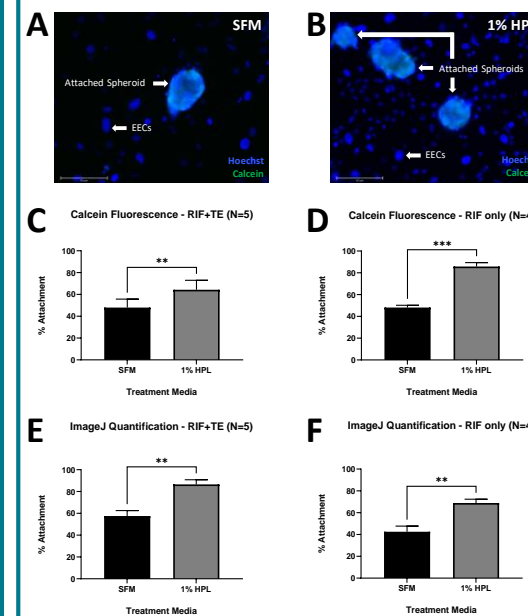 A
SFM
Attached Spheroid
EECs
Hoechst
Calcein
B
1% HPL
Attached Spheroids
EECs
Hoechst
Calcein
C
Calcein Fluorescence - RIF+TE (N=5)
% Attachment
100
80
60
40
20
0
**
SFM
1% HPL
Treatment Media
D
Calcein Fluorescence - RIF only (N=4
% Attachment
100
80
60
40
20
0
***
SFM
1% HPL
Treatment Media
E
ImageJ Quantification - RIF+TE (N=5)
% Attachment
100
80
60
40
20
0
**
SFM
1% HPL
Treatment Media
F
ImageJ Quantification - RIF only (N=4
% Attachment
100
80
60
40
20
0
**
SFM
1% HPL
Treatment Media